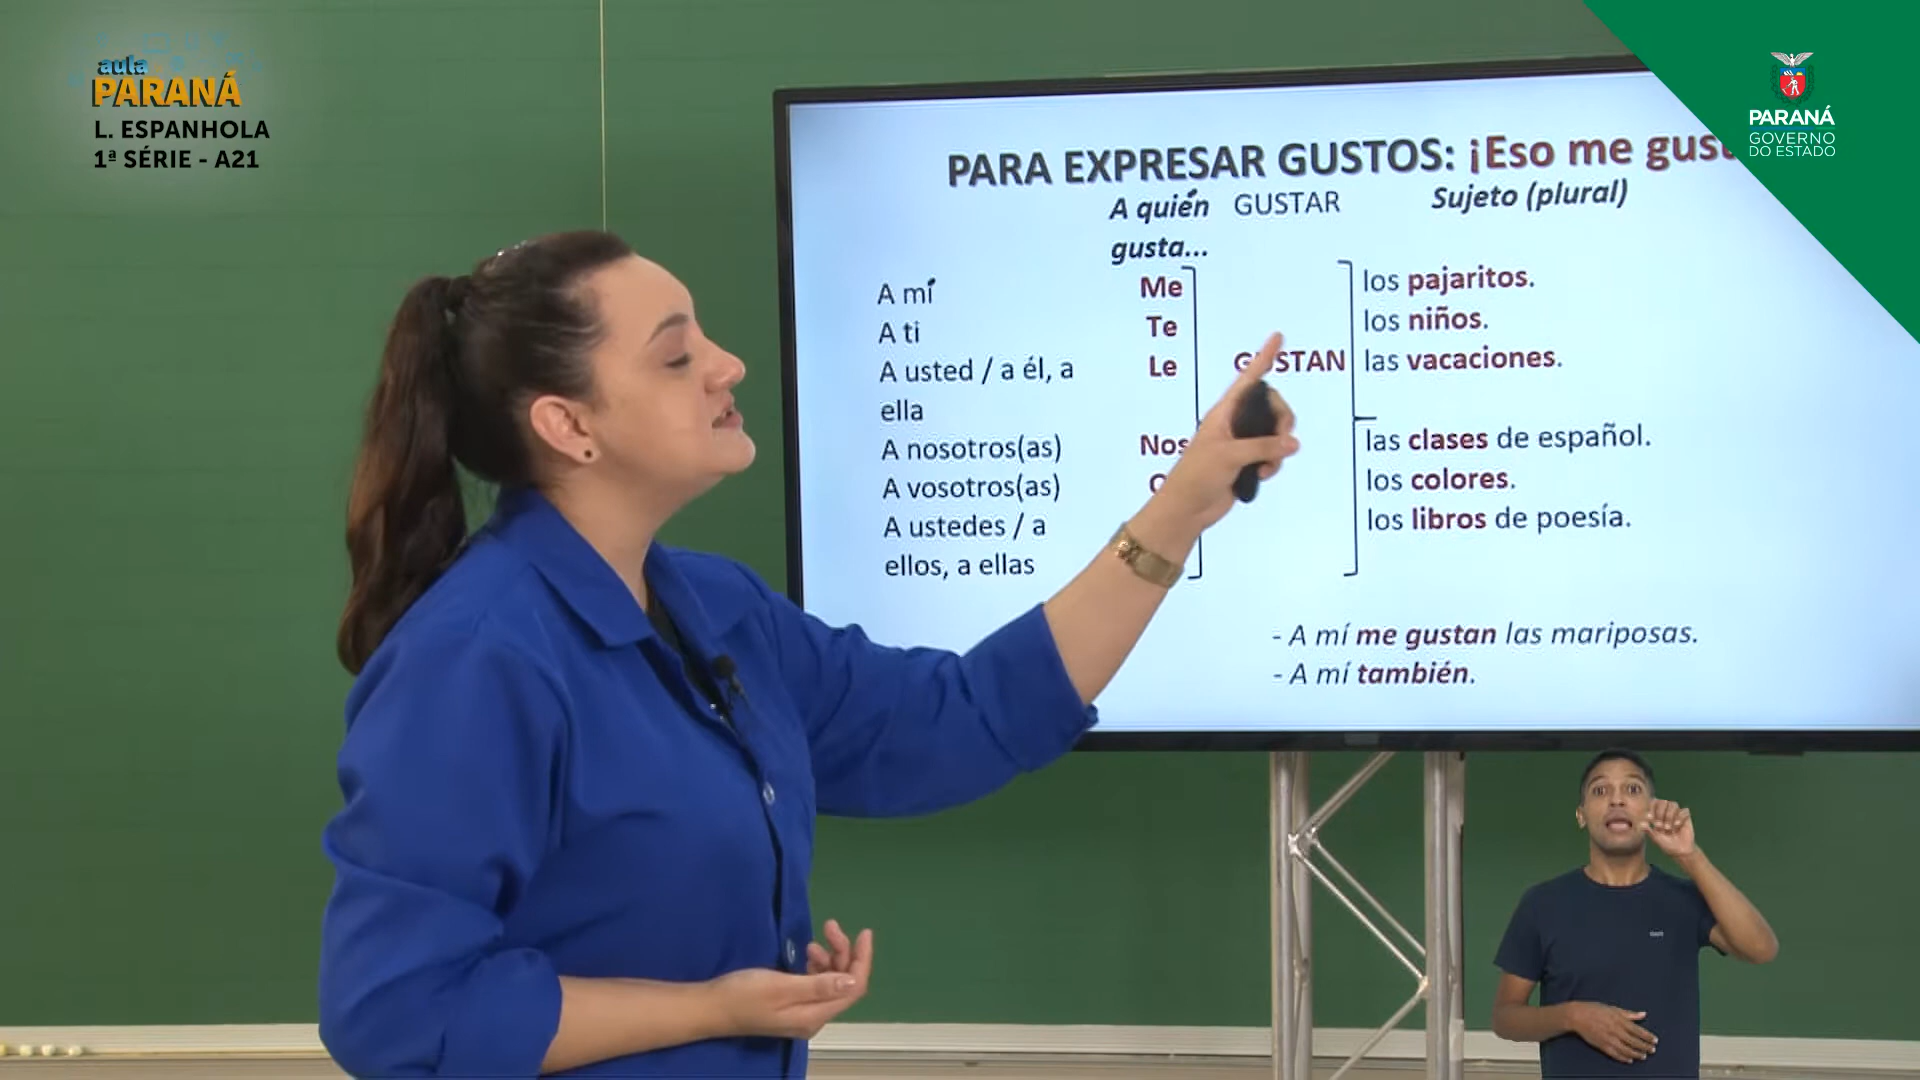 aula
PARANÁ
L. ESPANHOLA
1ª SÉRIE - A21
PARANÁ
GOVERNO
DO ESTADO
PARA EXPRESAR GUSTOS: ¡Eso me
A quién GUSTAR Sujeto (plural)
gusta...
A mí Me los pajaritos.
A ti Te los niños.
A usted / a él, a Le GUSTAN las vacaciones.
ella
A nosotros(as) Nos las clases de español.
A vosotros(as) los colores.
A ustedes / a los libros de poesía.
ellos, a ellas
- A mí me gustan las mariposas.
- A mí también.